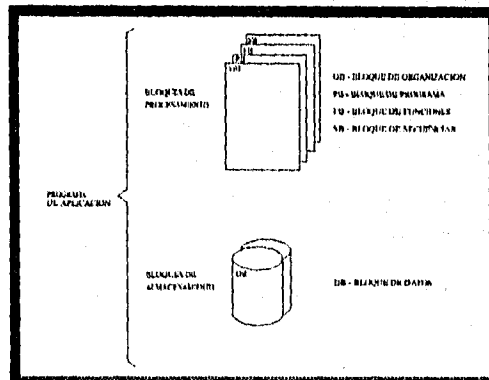 BLOQUES DE
PROCESAMIENTO
OB - BLOQUE DE ORGANIZACION
PB - BLOQUE DE PROGRAMA
FB - BLOQUE DE FUNCIONES
SB - BLOQUE DE SECUENCIAS
PROGRAMA
DE APLICACION
BLOQUES DE
ALMACENAMIENTO
DB
DB - BLOQUE DE DATOS